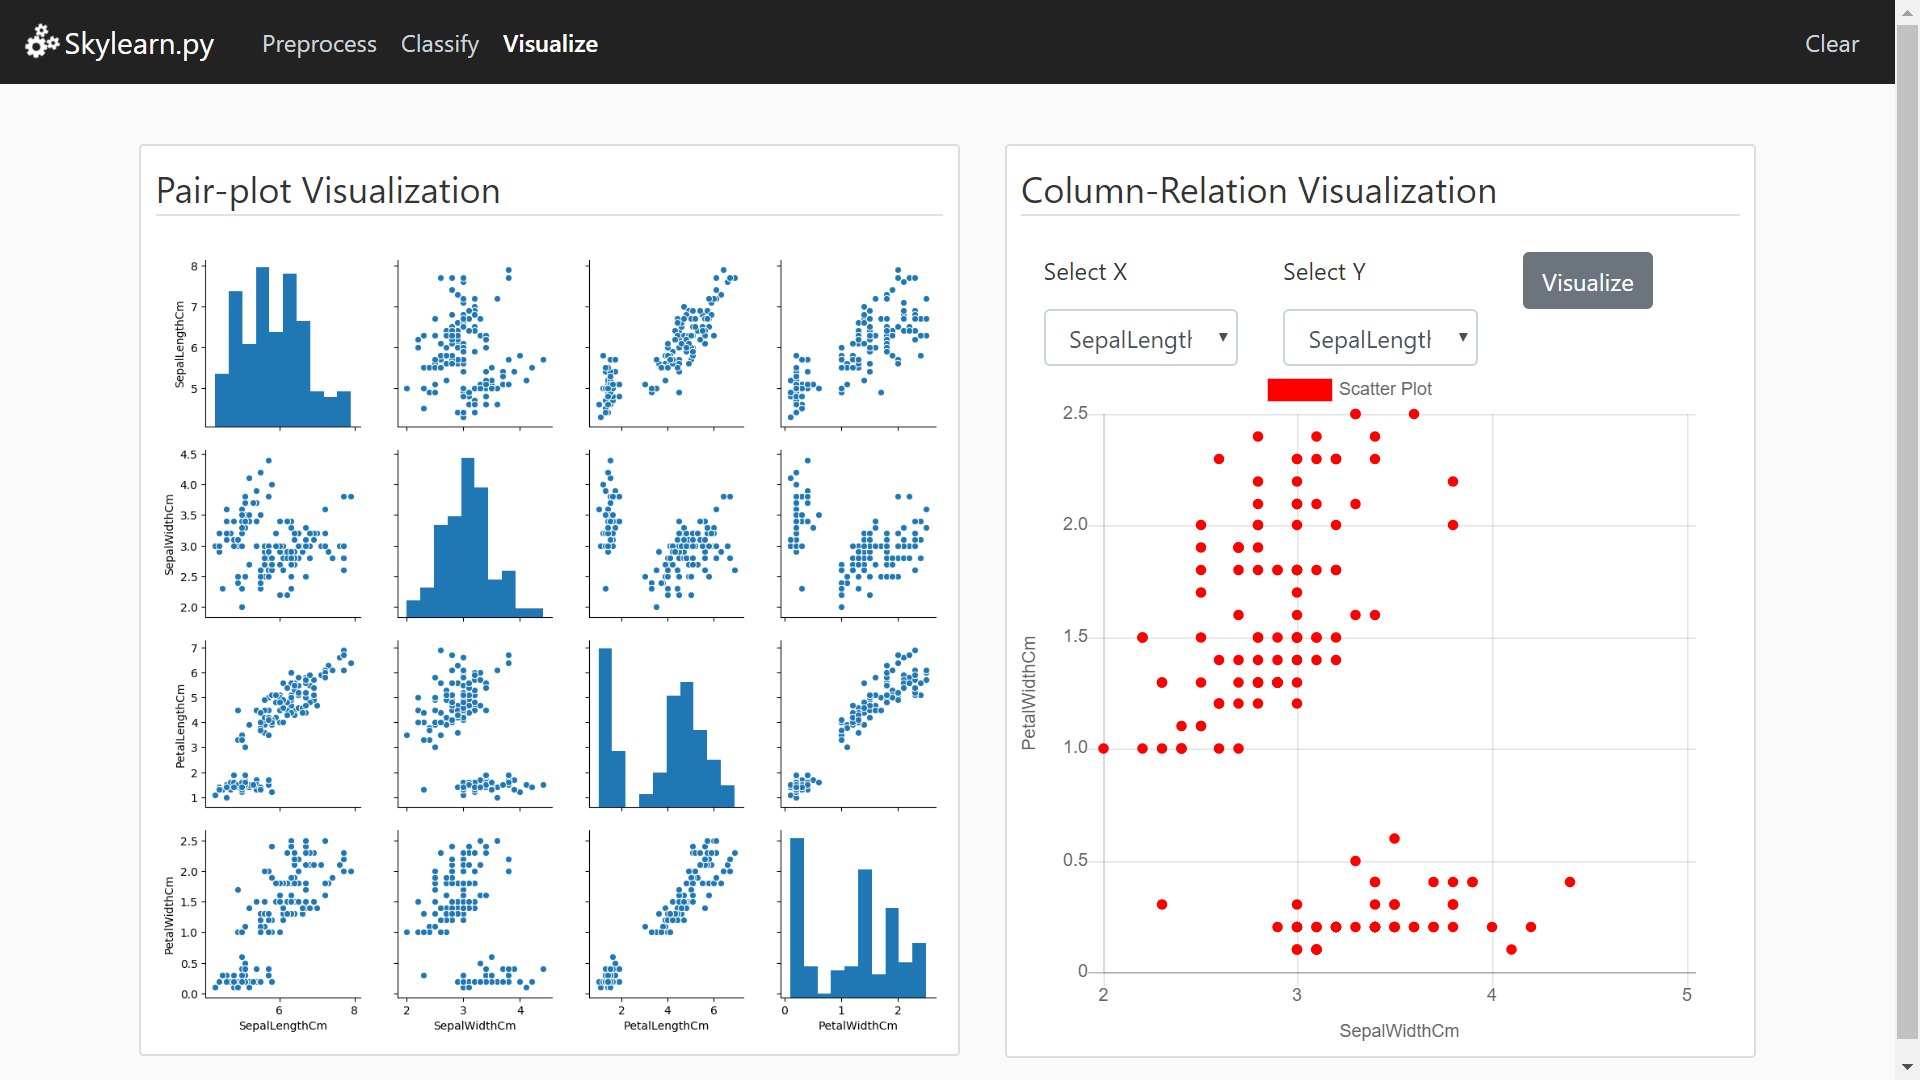 Skylearn.py Preprocess Classify Visualize Clear
Pair-plot Visualization
8
7
6
5
SepalLengthCm
4.5
4.0
3.5
3.0
2.5
2.0
SepalWidthCm
7
6
5
4
3
2
1
PetalLengthCm
2.5
2.0
1.5
1.0
0.5
0.0
PetalWidthCm
6 8 2 3 4 2 4 6 0 1 2
SepalLengthCm SepalWidthCm PetalLengthCm PetalWidthCm
Column-Relation Visualization
Select X Select Y Visualize
SepalLength SepalLength
Scatter Plot
2.5
2.0
1.5
1.0
0.5
0
PetalWidthCm
2 3 4 5
SepalWidthCm